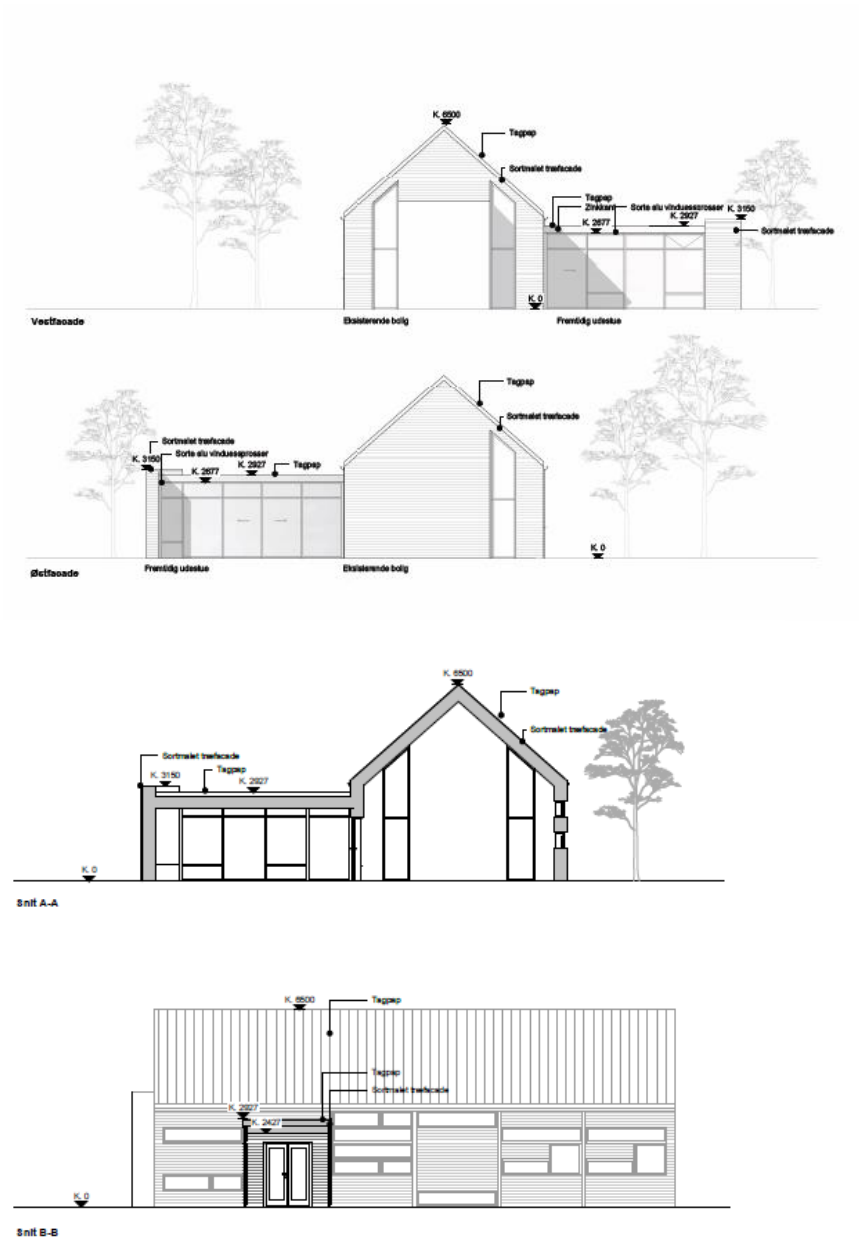 K. 6500
Tagpap
Sortmalet træfacade
Tagpap
Zinkkant
Sorte alu vinduessprosser
K. 2677
K. 2927
K. 3150
Sortmalet træfacade
K. 0
Vestfacade
Eksisterende bolig
Fremtidig udestue
Tagpap
Sortmalet træfacade
Sortmalet træfacade
Sorte alu vinduessprosser
K. 3150
K. 2677
K. 2927
Tagpap
K. 0
Østfacade
Fremtidig udestue
Eksisterende bolig
K. 6500
Tagpap
Sortmalet træfacade
Sortmalet træfacade
K. 3150
Tagpap
K. 2927
K. 0
Snit A-A
K. 6500
Tagpap
Tagpap
Sortmalet træfacade
K. 2927
K. 2427
K. 0
Snit B-B